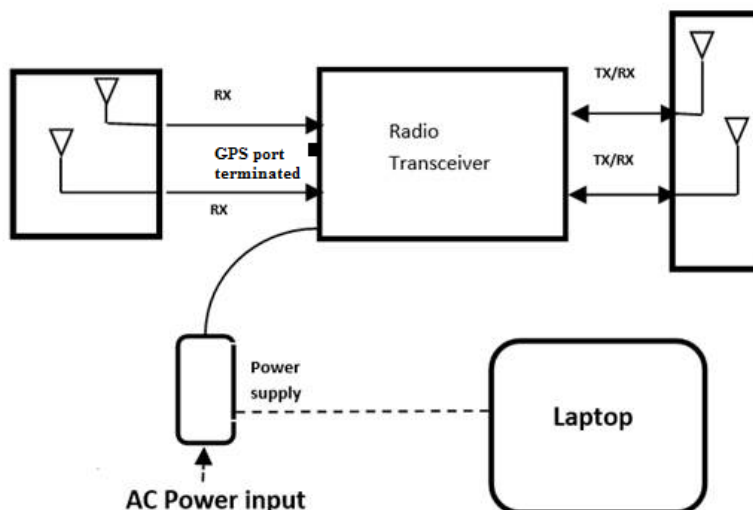 RX
GPS port
terminated
RX
Radio
Transceiver
TX/RX
TX/RX
Power
supply
Laptop
AC Power input